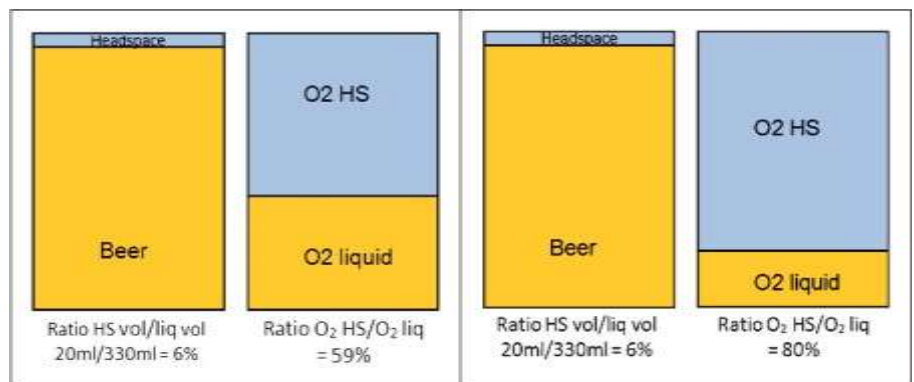 Headspace
O2 HS
Beer
O2 liquid
Ratio HS vol/liq vol
20ml/330ml = 6%
Ratio O₂ HS/O₂ liq
= 59%
Headspace
O2 HS
Beer
O2 liquid
Ratio HS vol/liq vol
20ml/330ml = 6%
Ratio O₂ HS/O₂ liq
= 80%